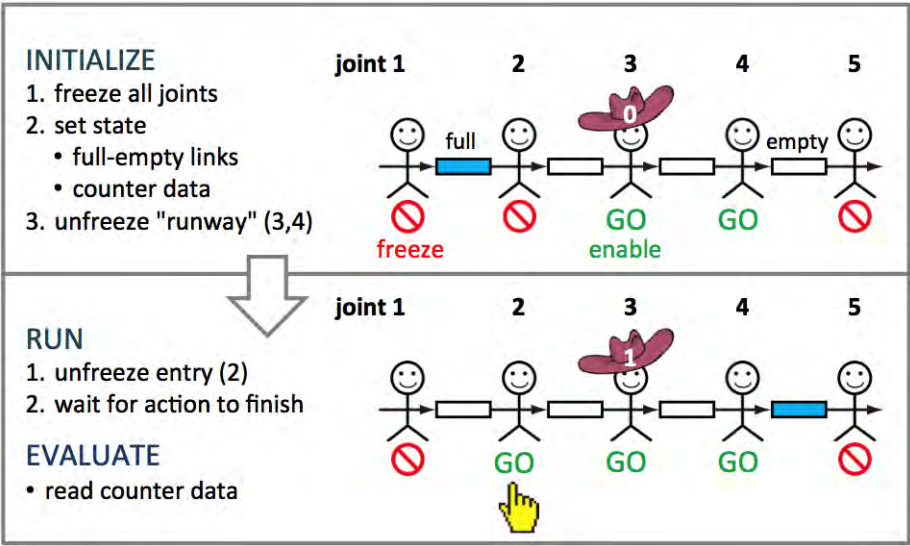 INITIALIZE
1. freeze all joints
2. set state
• full-empty links
• counter data
3. unfreeze "runway" (3,4)
joint 1 2 3 4 5
0
full empty
GO GO
freeze enable
RUN
1. unfreeze entry (2)
2. wait for action to finish
EVALUATE
• read counter data
joint 1 2 3 4 5
1
GO GO GO